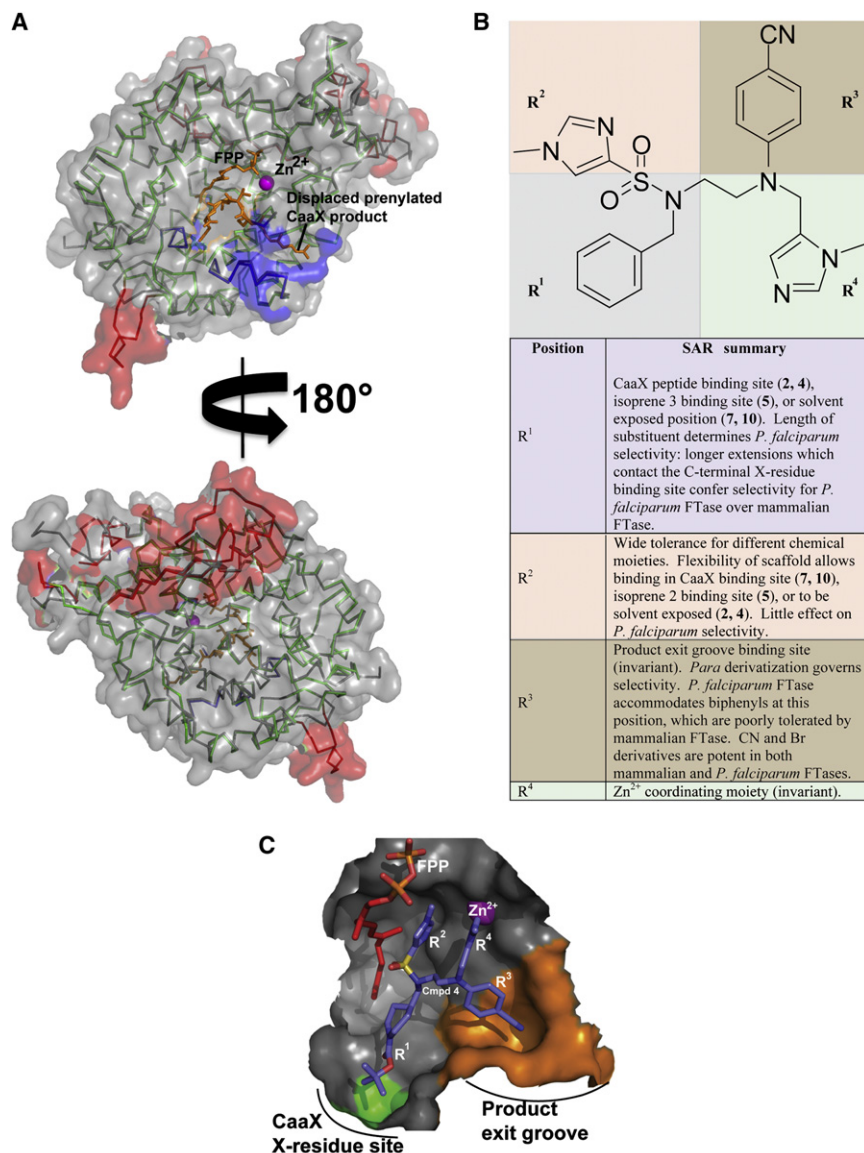 A
FPP
Zn2+
Displaced prenylated
CaaX product
180°
B
CN
R2
R3
N
N
O
S
O
N
N
R1
N
N
R4
Position
SAR summary
R1
CaaX peptide binding site (2, 4),
isoprene 3 binding site (5), or solvent
exposed position (7, 10). Length of
substituent determines P. falciparum
selectivity: longer extensions which
contact the C-terminal X-residue
binding site confer selectivity for P.
falciparum FTase over mammalian
FTase.
R2
Wide tolerance for different chemical
moieties. Flexibility of scaffold allows
binding in CaaX binding site (7, 10),
isoprene 2 binding site (5), or to be
solvent exposed (2, 4). Little effect on
P. falciparum selectivity.
R3
Product exit groove binding site
(invariant). Para derivatization governs
selectivity. P. falciparum FTase
accommodates biphenyls at this
position, which are poorly tolerated by
mammalian FTase. CN and Br
derivatives are potent in both
mammalian and P. falciparum FTases.
R4
Zn2+ coordinating moiety (invariant).
C
FPP
Zn2+
R2
R4
R3
Cmpd 4
R1
CaaX
X-residue site
Product
exit groove